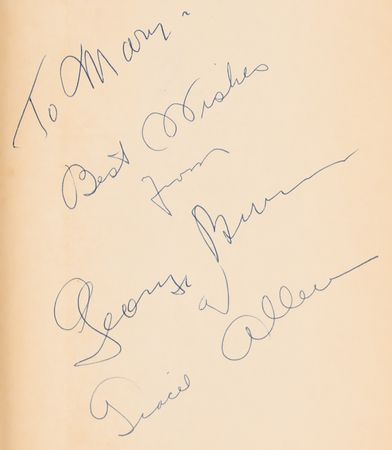 To Mary -
Best Wishes
from
George Burns
Gracie Allen